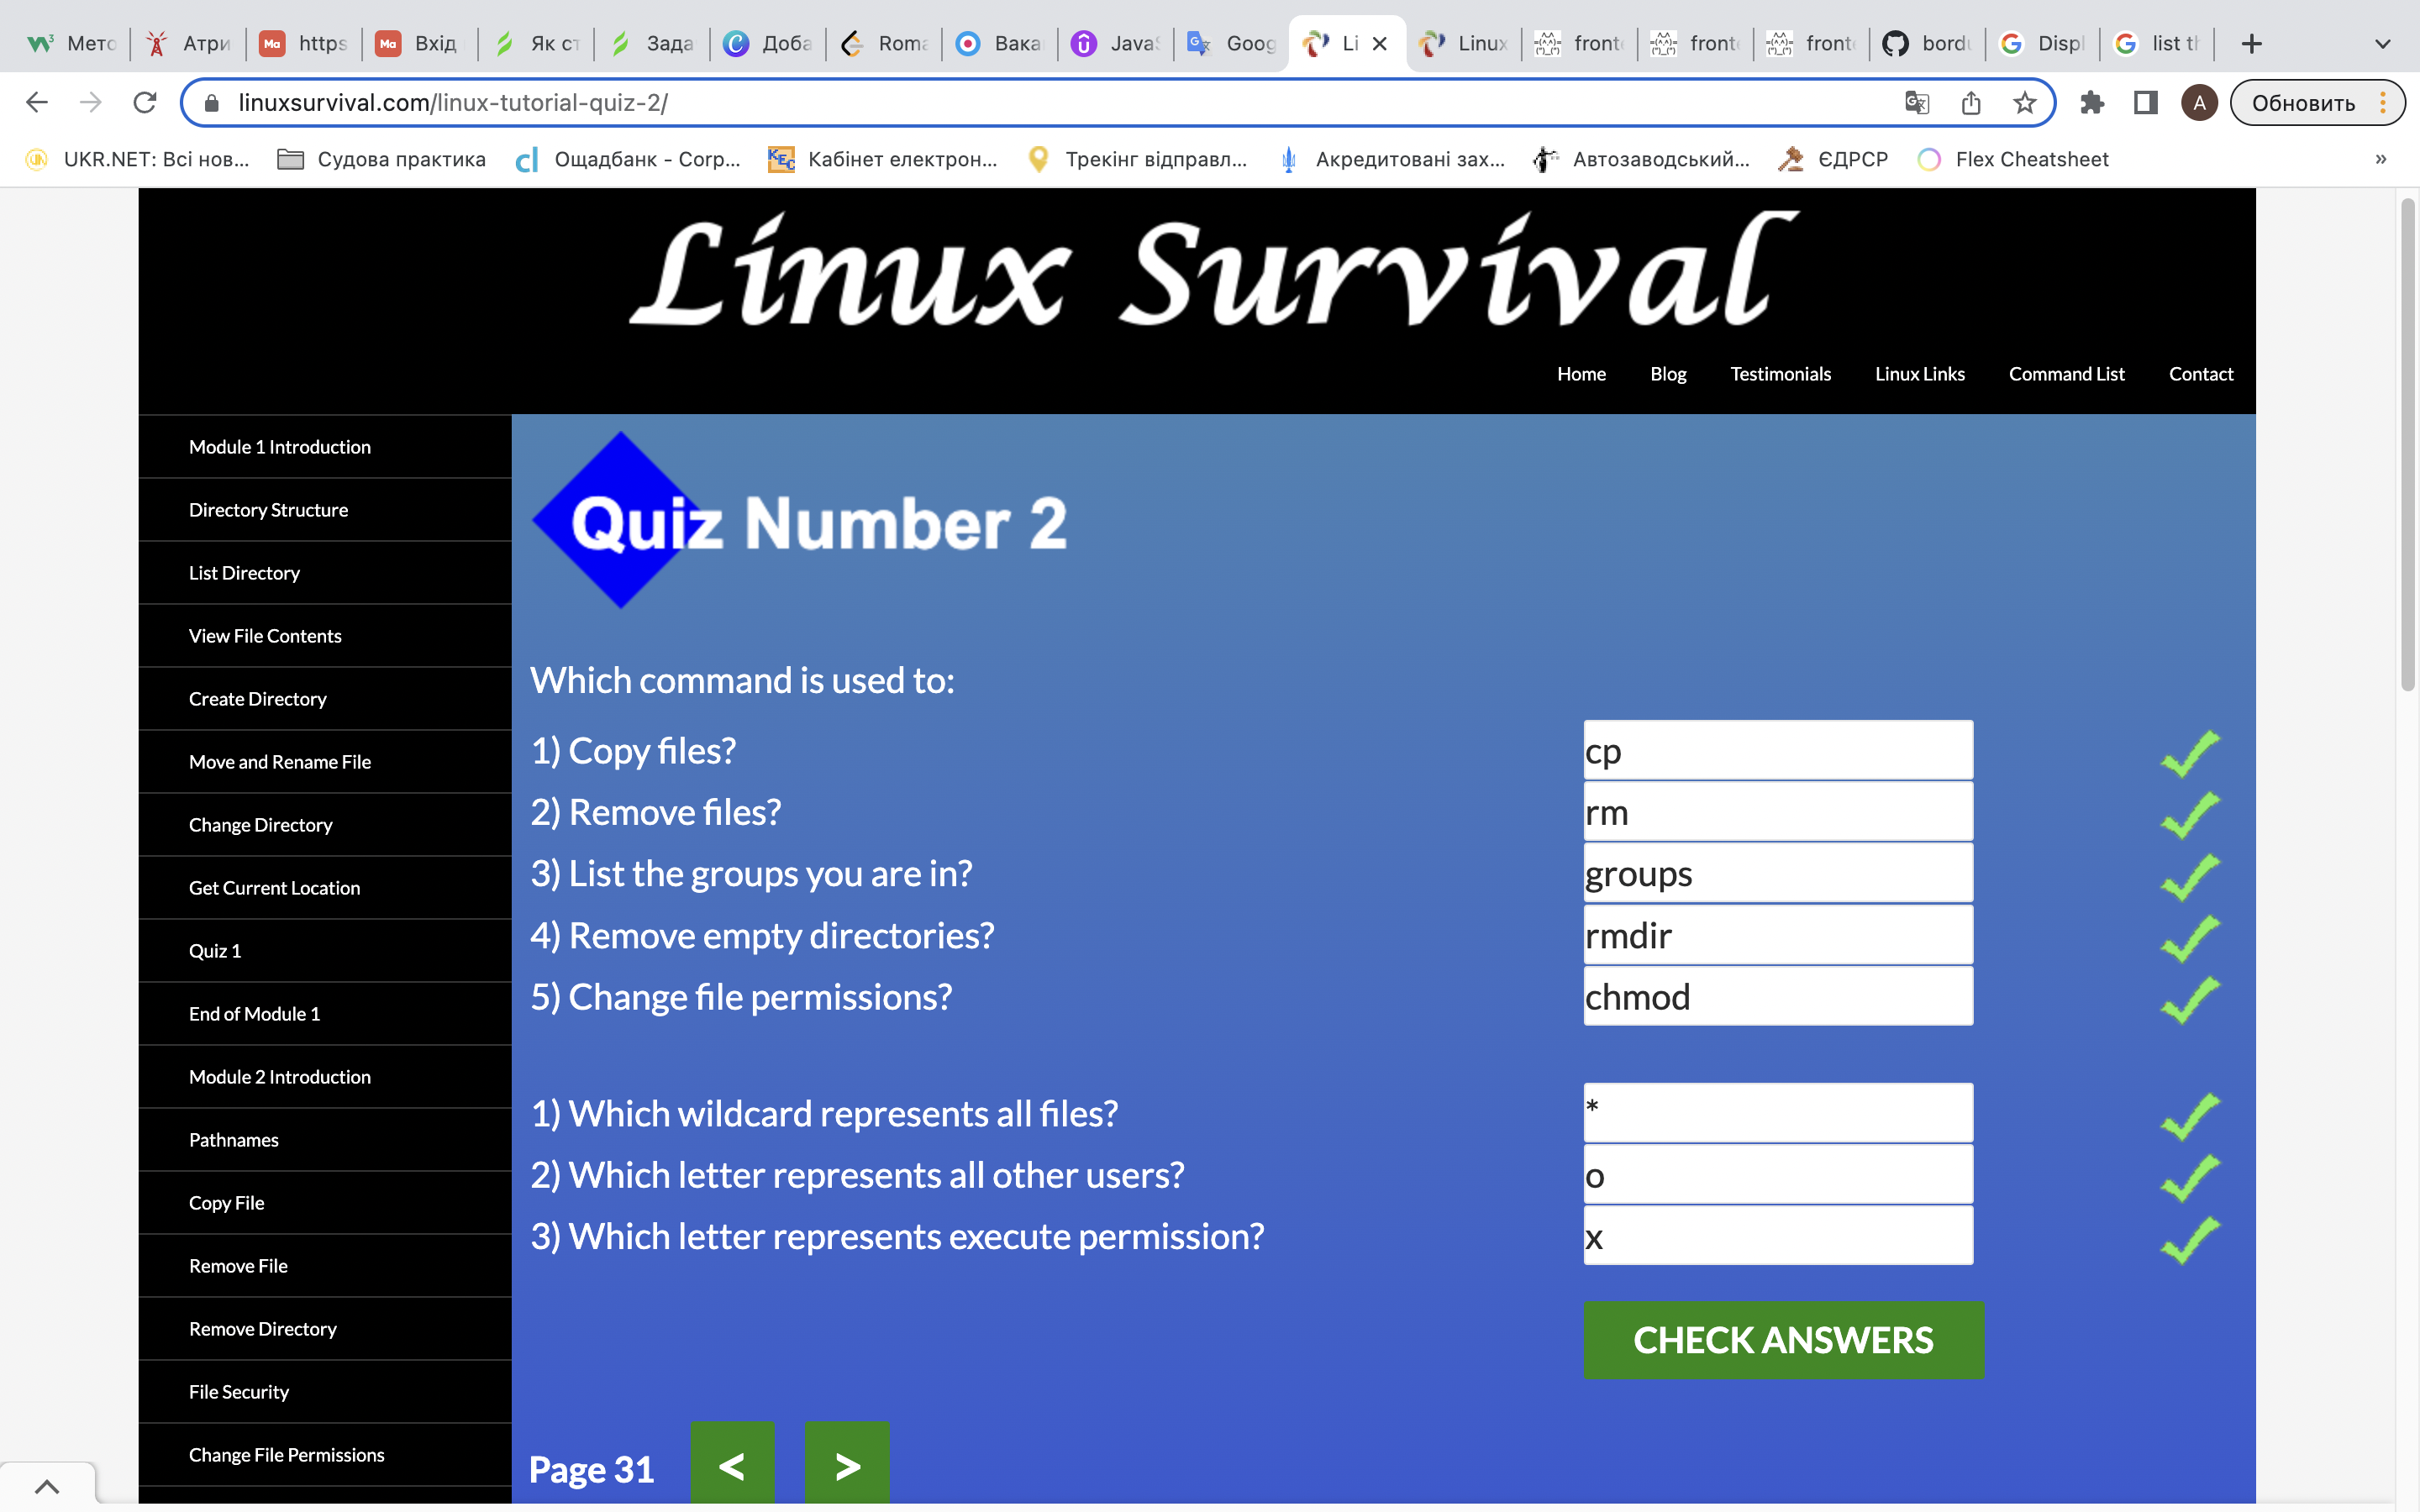 Мето
Атри
https
Вхід
Як ст
Зада
Доба
Roma
Вака
JavaS
Goog
Li
Linux
fronte
fronte
fronte
bordu
Displ
list th
linuxsurvival.com/linux-tutorial-quiz-2/
A
Обновить
UKR.NET: Всі нов...
Судова практика
Ощадбанк - Corp...
Кабінет електрон...
Трекінг відправл...
Акредитовані зах...
Автозаводський...
ЄДРСР
Flex Cheatsheet
»
Linux Survival
Home
Blog
Testimonials
Linux Links
Command List
Contact
Module 1 Introduction
Directory Structure
List Directory
View File Contents
Create Directory
Move and Rename File
Change Directory
Get Current Location
Quiz 1
End of Module 1
Module 2 Introduction
Pathnames
Copy File
Remove File
Remove Directory
File Security
Change File Permissions
Quiz Number 2
Which command is used to:
1) Copy files? cp
2) Remove files? rm
3) List the groups you are in? groups
4) Remove empty directories? rmdir
5) Change file permissions? chmod
1) Which wildcard represents all files? *
2) Which letter represents all other users? o
3) Which letter represents execute permission? x
CHECK ANSWERS
Page 31 < >